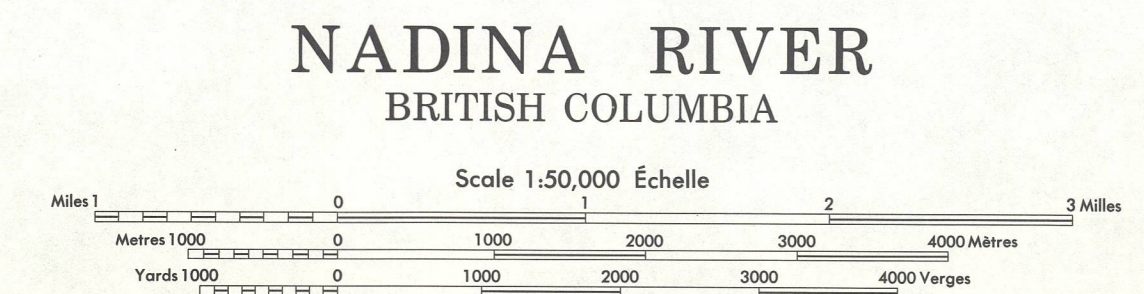 NADINA RIVER
BRITISH COLUMBIA
Scale 1:50,000 Échelle
Miles 1 0 1 2 3 Milles
Metres 1000 0 1000 2000 3000 4000 Mètres
Yards 1000 0 1000 2000 3000 4000 Verges